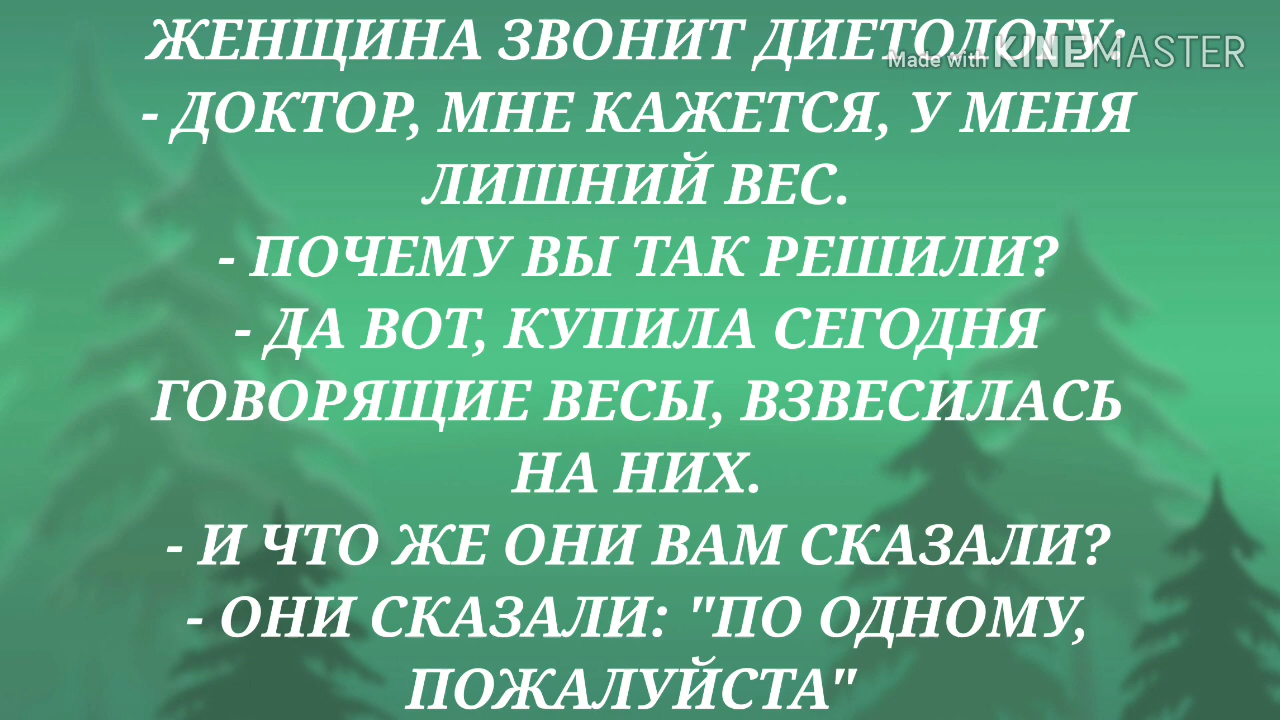 ЖЕНЩИНА ЗВОНИТ ДИЕТОЛОГУ:
Made with KINEMASTER
- ДОКТОР, МНЕ КАЖЕТСЯ, У МЕНЯ
ЛИШНИЙ ВЕС.
- ПОЧЕМУ ВЫ ТАК РЕШИЛИ?
- ДА ВОТ, КУПИЛА СЕГОДНЯ
ГОВОРЯЩИЕ ВЕСЫ, ВЗВЕСИЛАСЬ
НА НИХ.
- И ЧТО ЖЕ ОНИ ВАМ СКАЗАЛИ?
- ОНИ СКАЗАЛИ: "ПО ОДНОМУ,
ПОЖАЛУЙСТА"